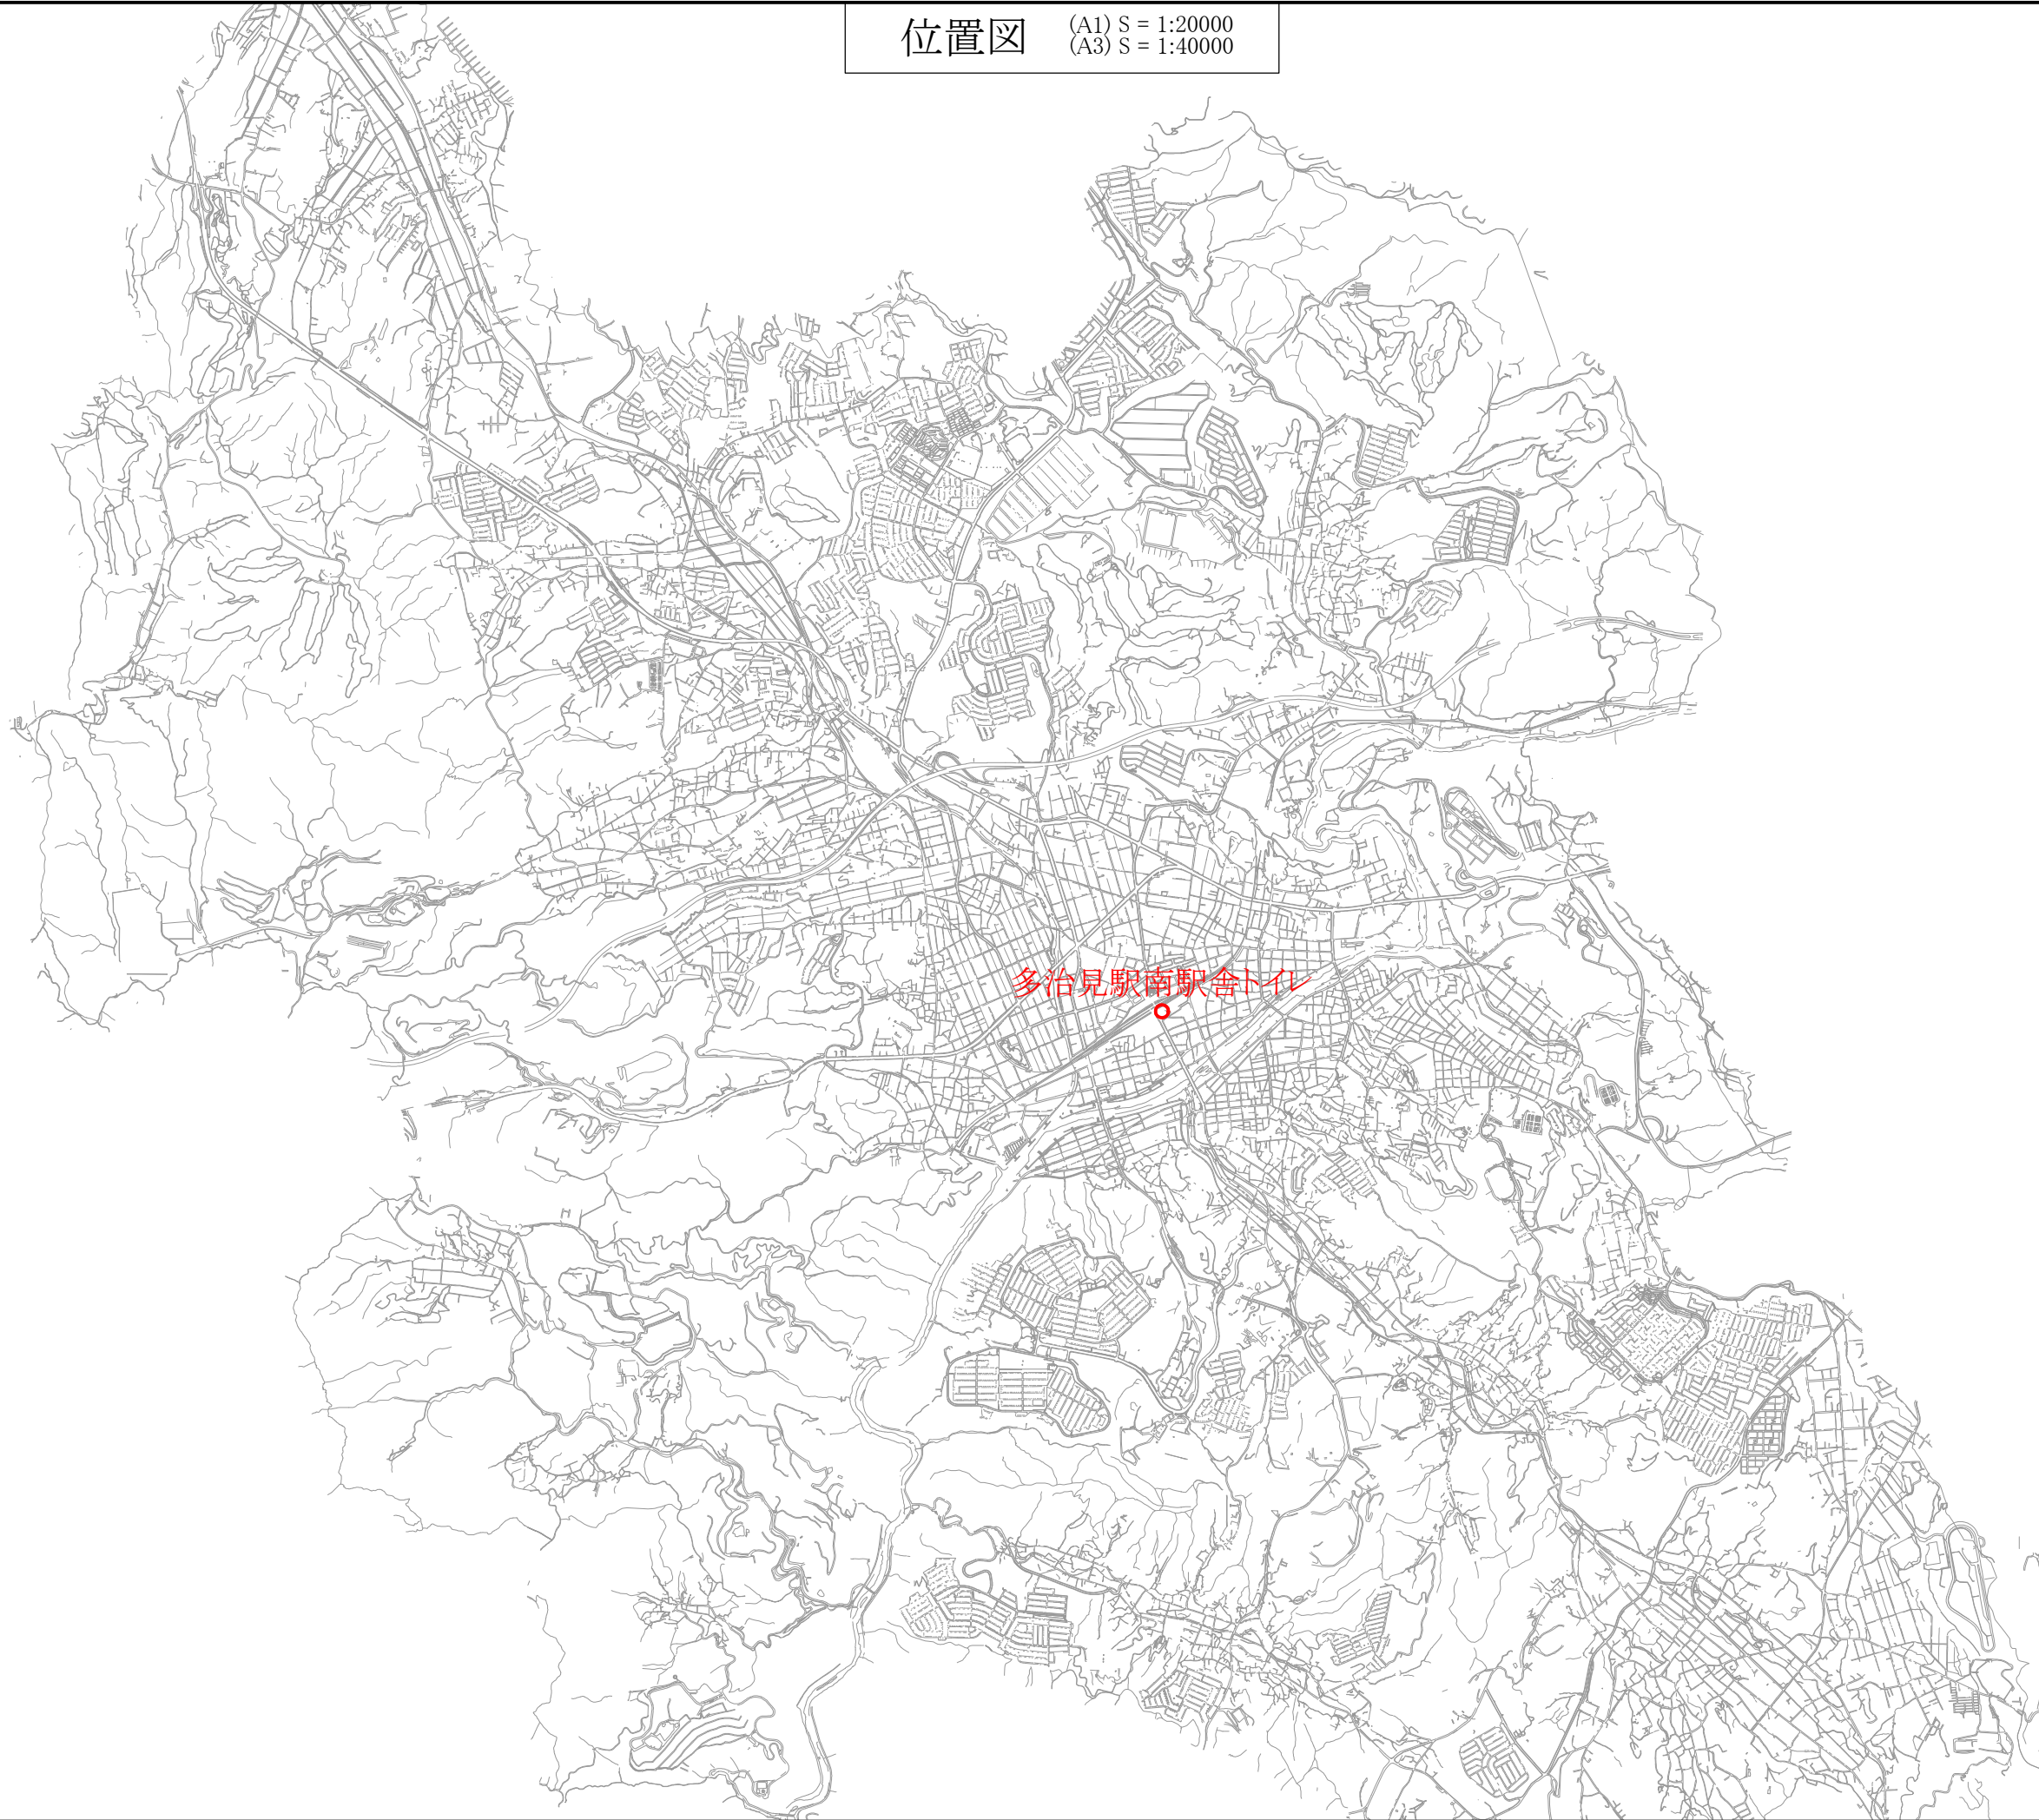 位置図
(A1) S = 1:20000
(A3) S = 1:40000
多治見駅南駅舎トイレ